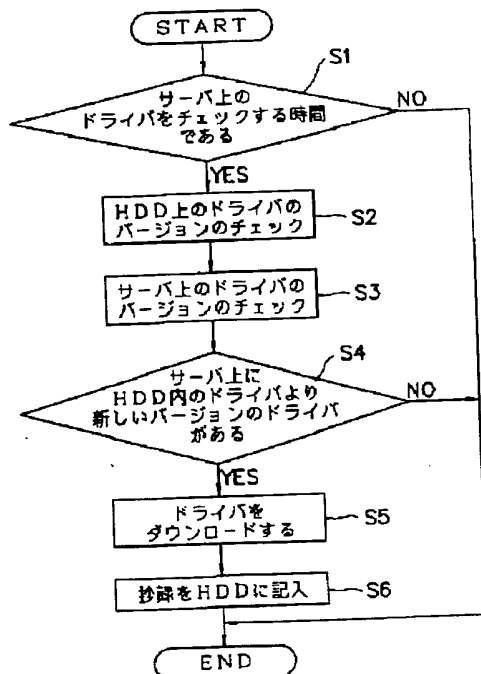 START
S1
サーバ上の
ドライバをチェックする時間
である
NO
YES
HDD上のドライバの
バージョンのチェック
S2
サーバ上のドライバの
バージョンのチェック
S3
S4
サーバ上に
HDD内のドライバより
新しいバージョンのドライバ
がある
NO
YES
ドライバを
ダウンロードする
S5
抄録をHDDに記入
S6
END